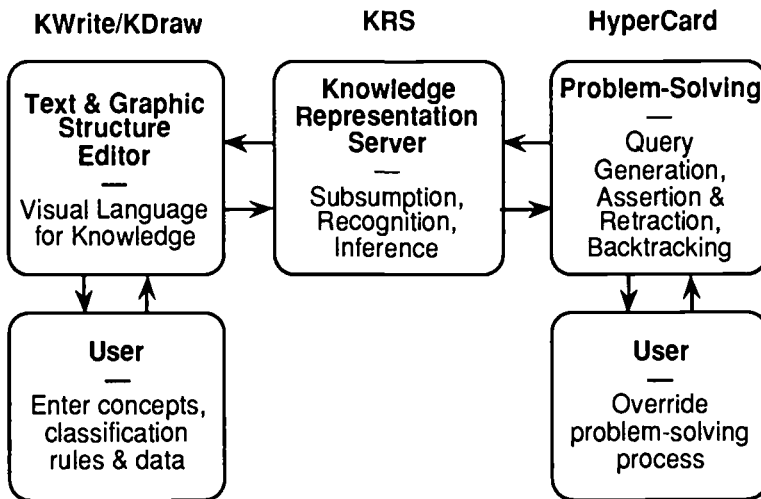 KWrite/KDraw
KRS
HyperCard
Text & Graphic
Structure
Editor
—
Visual Language
for Knowledge
Knowledge
Representation
Server
—
Subsumption,
Recognition,
Inference
Problem-Solving
—
Query
Generation,
Assertion &
Retraction,
Backtracking
User
—
Enter concepts,
classification
rules & data
User
—
Override
problem-solving
process